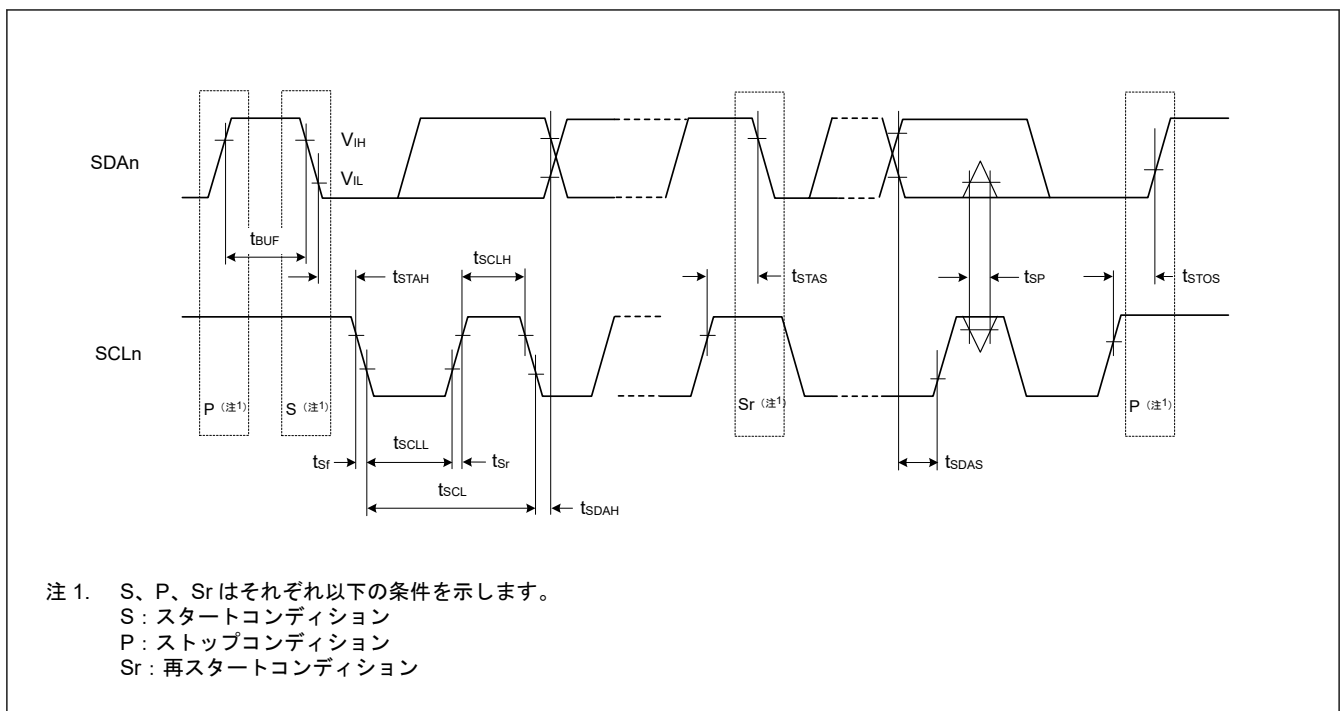 SDAn
VIH
VIL
tBUF
tSTAH
tSCLH
tSTAS
tSP
tSTOS
SCLn
P（注1）
S（注1）
Sr（注1）
P（注1）
tSf
tSCLL
tSr
tSCL
tSDAH
tSDAS
注 1. S、P、Sr はそれぞれ以下の条件を示します。
S：スタートコンディション
P：ストップコンディション
Sr：再スタートコンディション